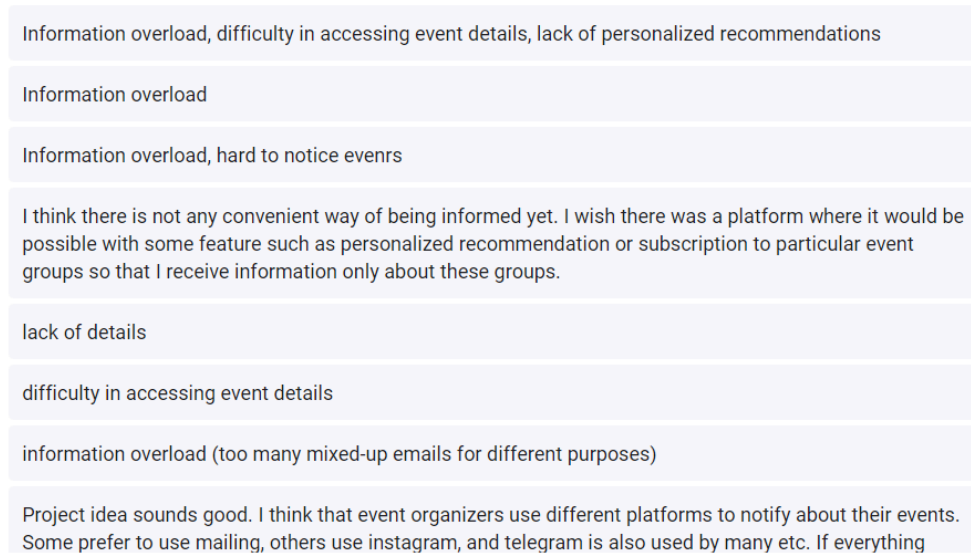 Information overload, difficulty in accessing event details, lack of personalized recommendations
Information overload
Information overload, hard to notice evenrs
I think there is not any convenient way of being informed yet. I wish there was a platform where it would be
possible with some feature such as personalized recommendation or subscription to particular event
groups so that I receive information only about these groups.
lack of details
difficulty in accessing event details
information overload (too many mixed-up emails for different purposes)
Project idea sounds good. I think that event organizers use different platforms to notify about their events.
Some prefer to use mailing, others use instagram, and telegram is also used by many etc. If everything